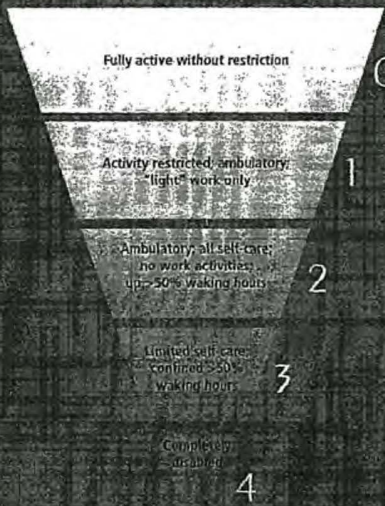 Fully active without restriction
0
Activity restricted; ambulatory;
"light" work only
1
Ambulatory; all self-care;
no work activities;
up >50% waking hours
2
Limited self-care;
confined >50%
waking hours
3
Completely
disabled
4